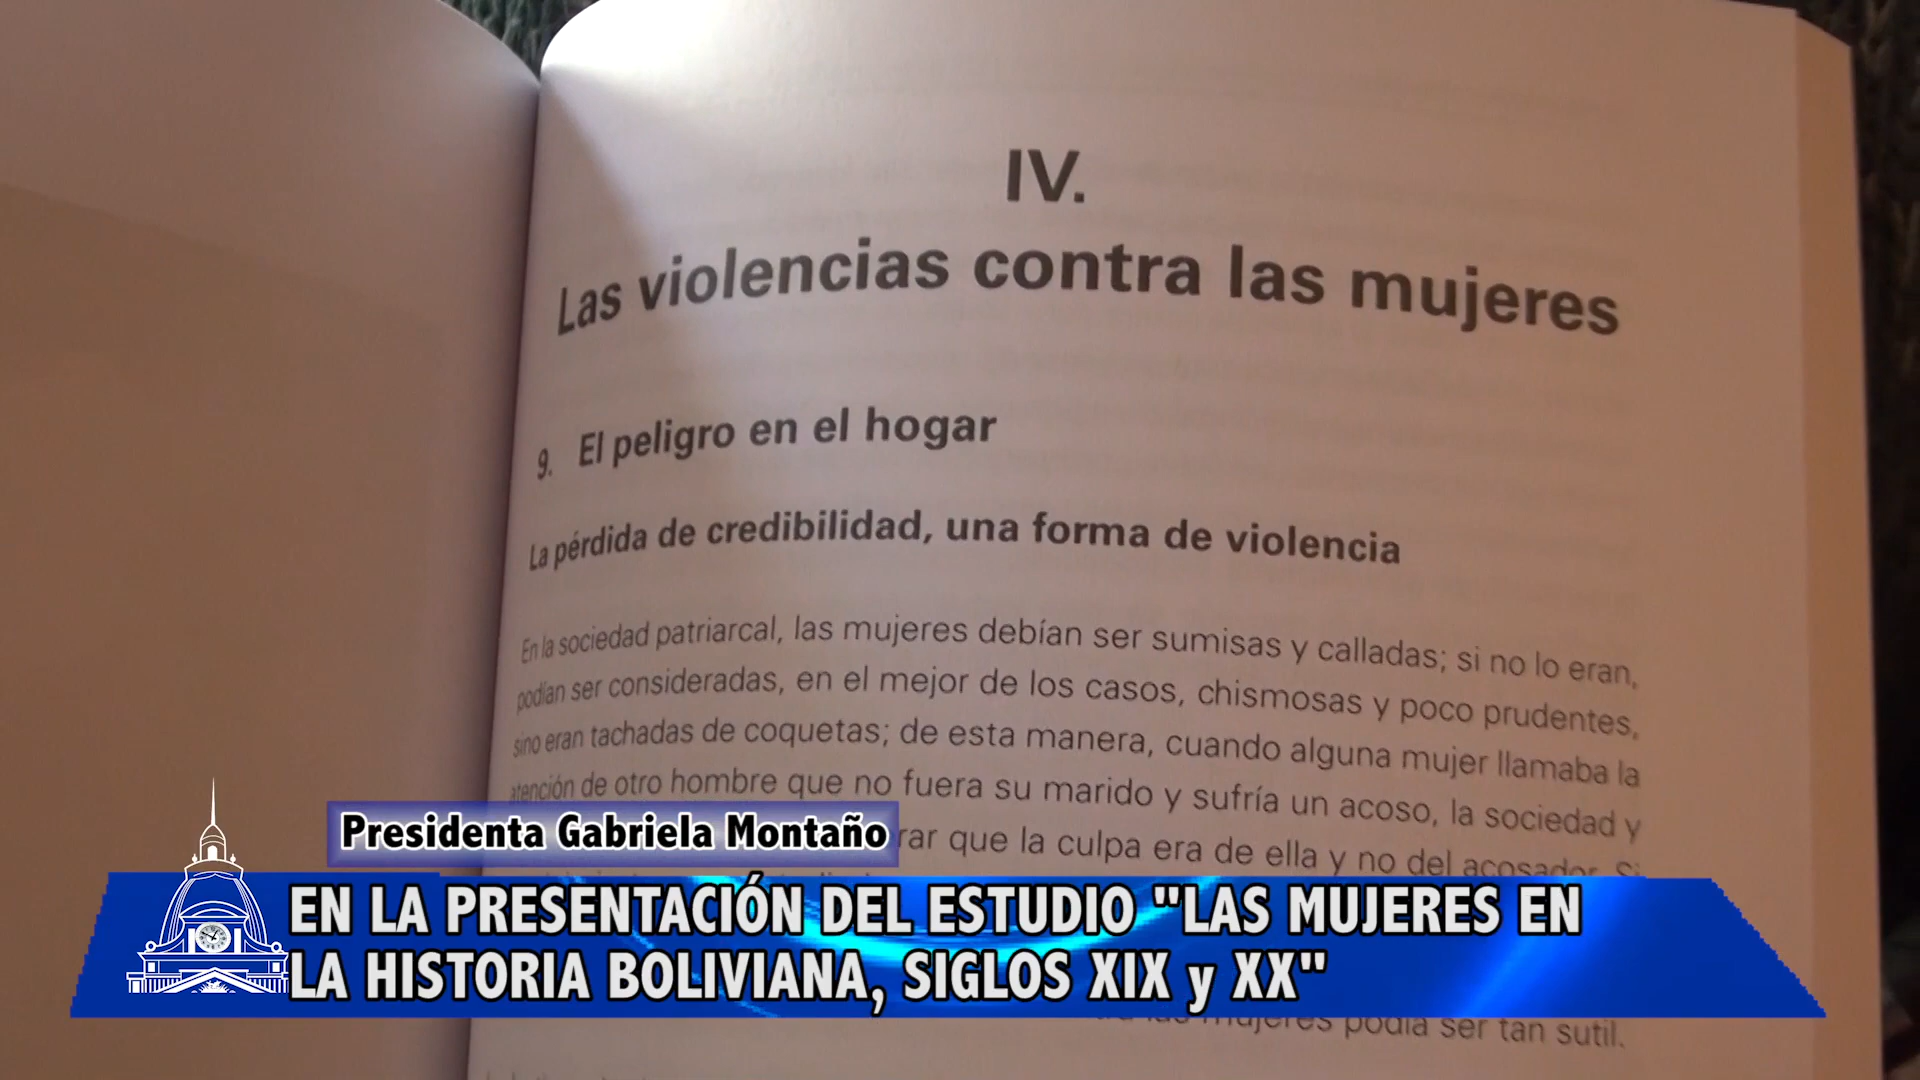 IV.
Las violencias contra las mujeres
9. El peligro en el hogar
La pérdida de credibilidad, una forma de violencia
En la sociedad patriarcal, las mujeres debían ser sumisas y calladas; si no lo eran,
podían ser consideradas, en el mejor de los casos, chismosas y poco prudentes,
sino eran tachadas de coquetas; de esta manera, cuando alguna mujer llamaba la
atención de otro hombre que no fuera su marido y sufría un acoso, la sociedad y
que la culpa era de ella y no del acosador. Si
Presidenta Gabriela Montaño
EN LA PRESENTACIÓN DEL ESTUDIO "LAS MUJERES EN
LA HISTORIA BOLIVIANA, SIGLOS XIX y XX"
mujeres podía ser tan sutil.